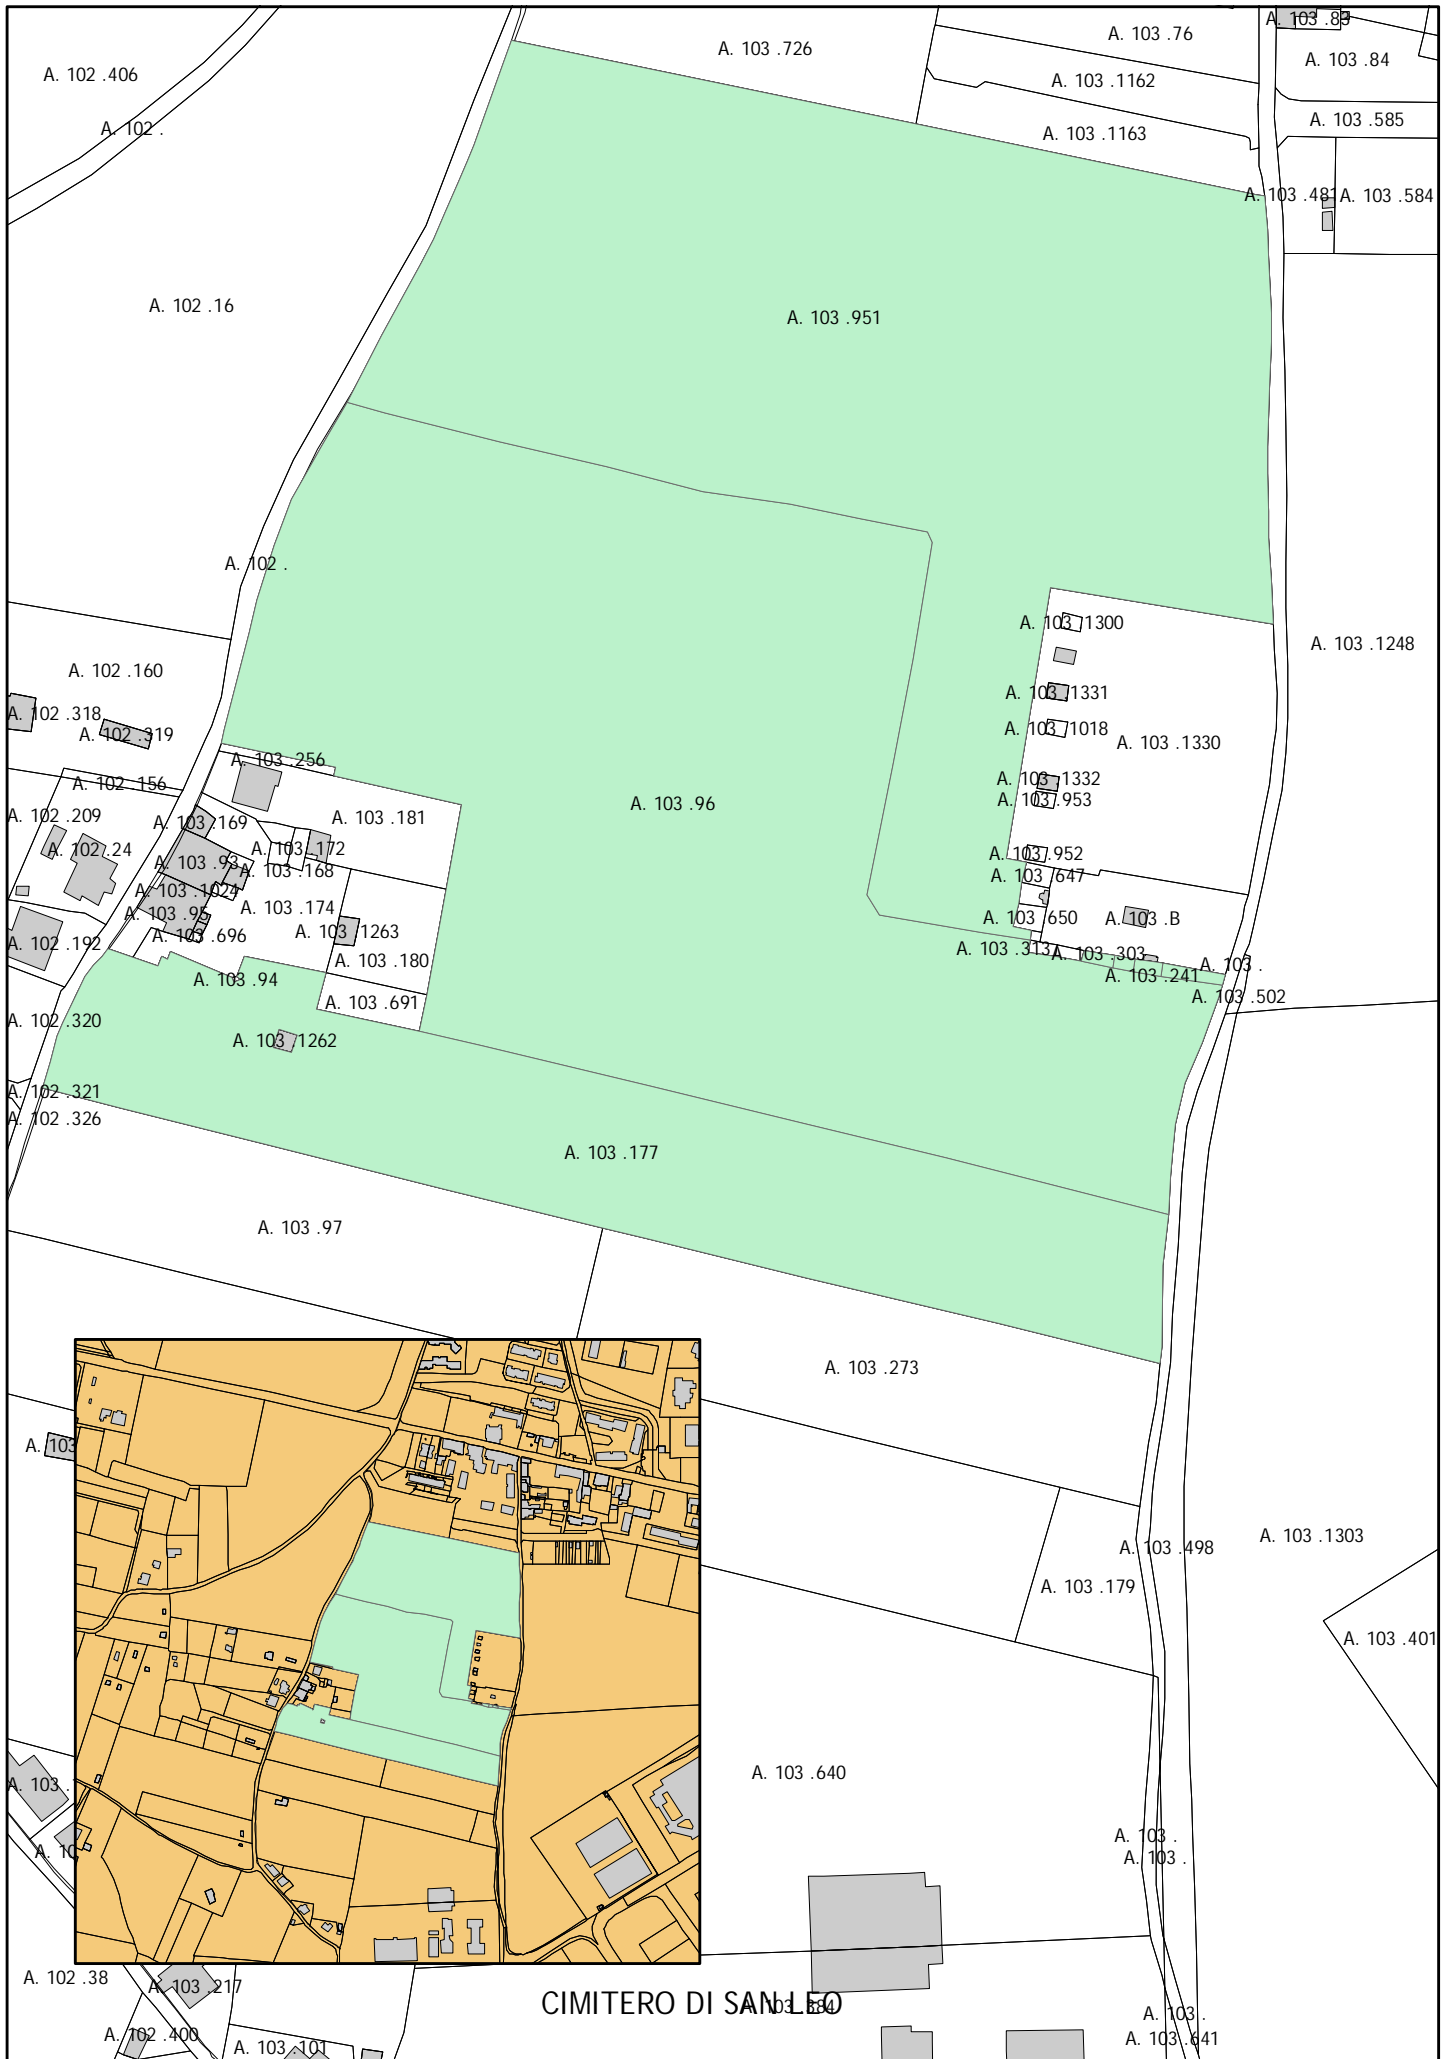 A. 103 .83
A. 103 .726
A. 103 .76
A. 103 .84
A. 102 .406
A. 103 .1162
A. 103 .585
A. 102 .
A. 103 .1163
A. 103 .584
A. 102 .16
A. 103 .951
A. 102 .
A. 103 .1300
A. 103 .1248
A. 102 .160
A. 103 .1331
A. 102 .318
A. 103 .1018
A. 102 .319
A. 103 .1330
A. 103 .256
A. 103 .1332
A. 102 .156
A. 103 .953
A. 103 .96
A. 102 .209
A. 103 .181
A. 103 .169
A. 102 .24
A. 103 .172
A. 103 .952
A. 103 .93
A. 103 .168
A. 103 .647
A. 103 .1024
A. 103 .174
A. 103 .95
A. 103 .650
A. 103 .B
A. 103 .1263
A. 103 .696
A. 102 .192
A. 103 .313
A. 103 .303
A. 103 .180
A. 103 .
A. 103 .94
A. 103 .241
A. 103 .502
A. 103 .691
A. 102 .320
A. 103 .1262
A. 102 .321
A. 102 .326
A. 103 .177
A. 103 .97
A. 103 .273
A. 103
A. 103 .1303
A. 103 .498
A. 103 .179
A. 103 .401
A. 103 .640
A. 103 .
A. 103 .
A. 103 .
A. 102 .38
A. 103 .217
CIMITERO DI SAN LEO
A. 103 .384
A. 103 .
A. 102 .400
A. 103 .101
A. 103 .641